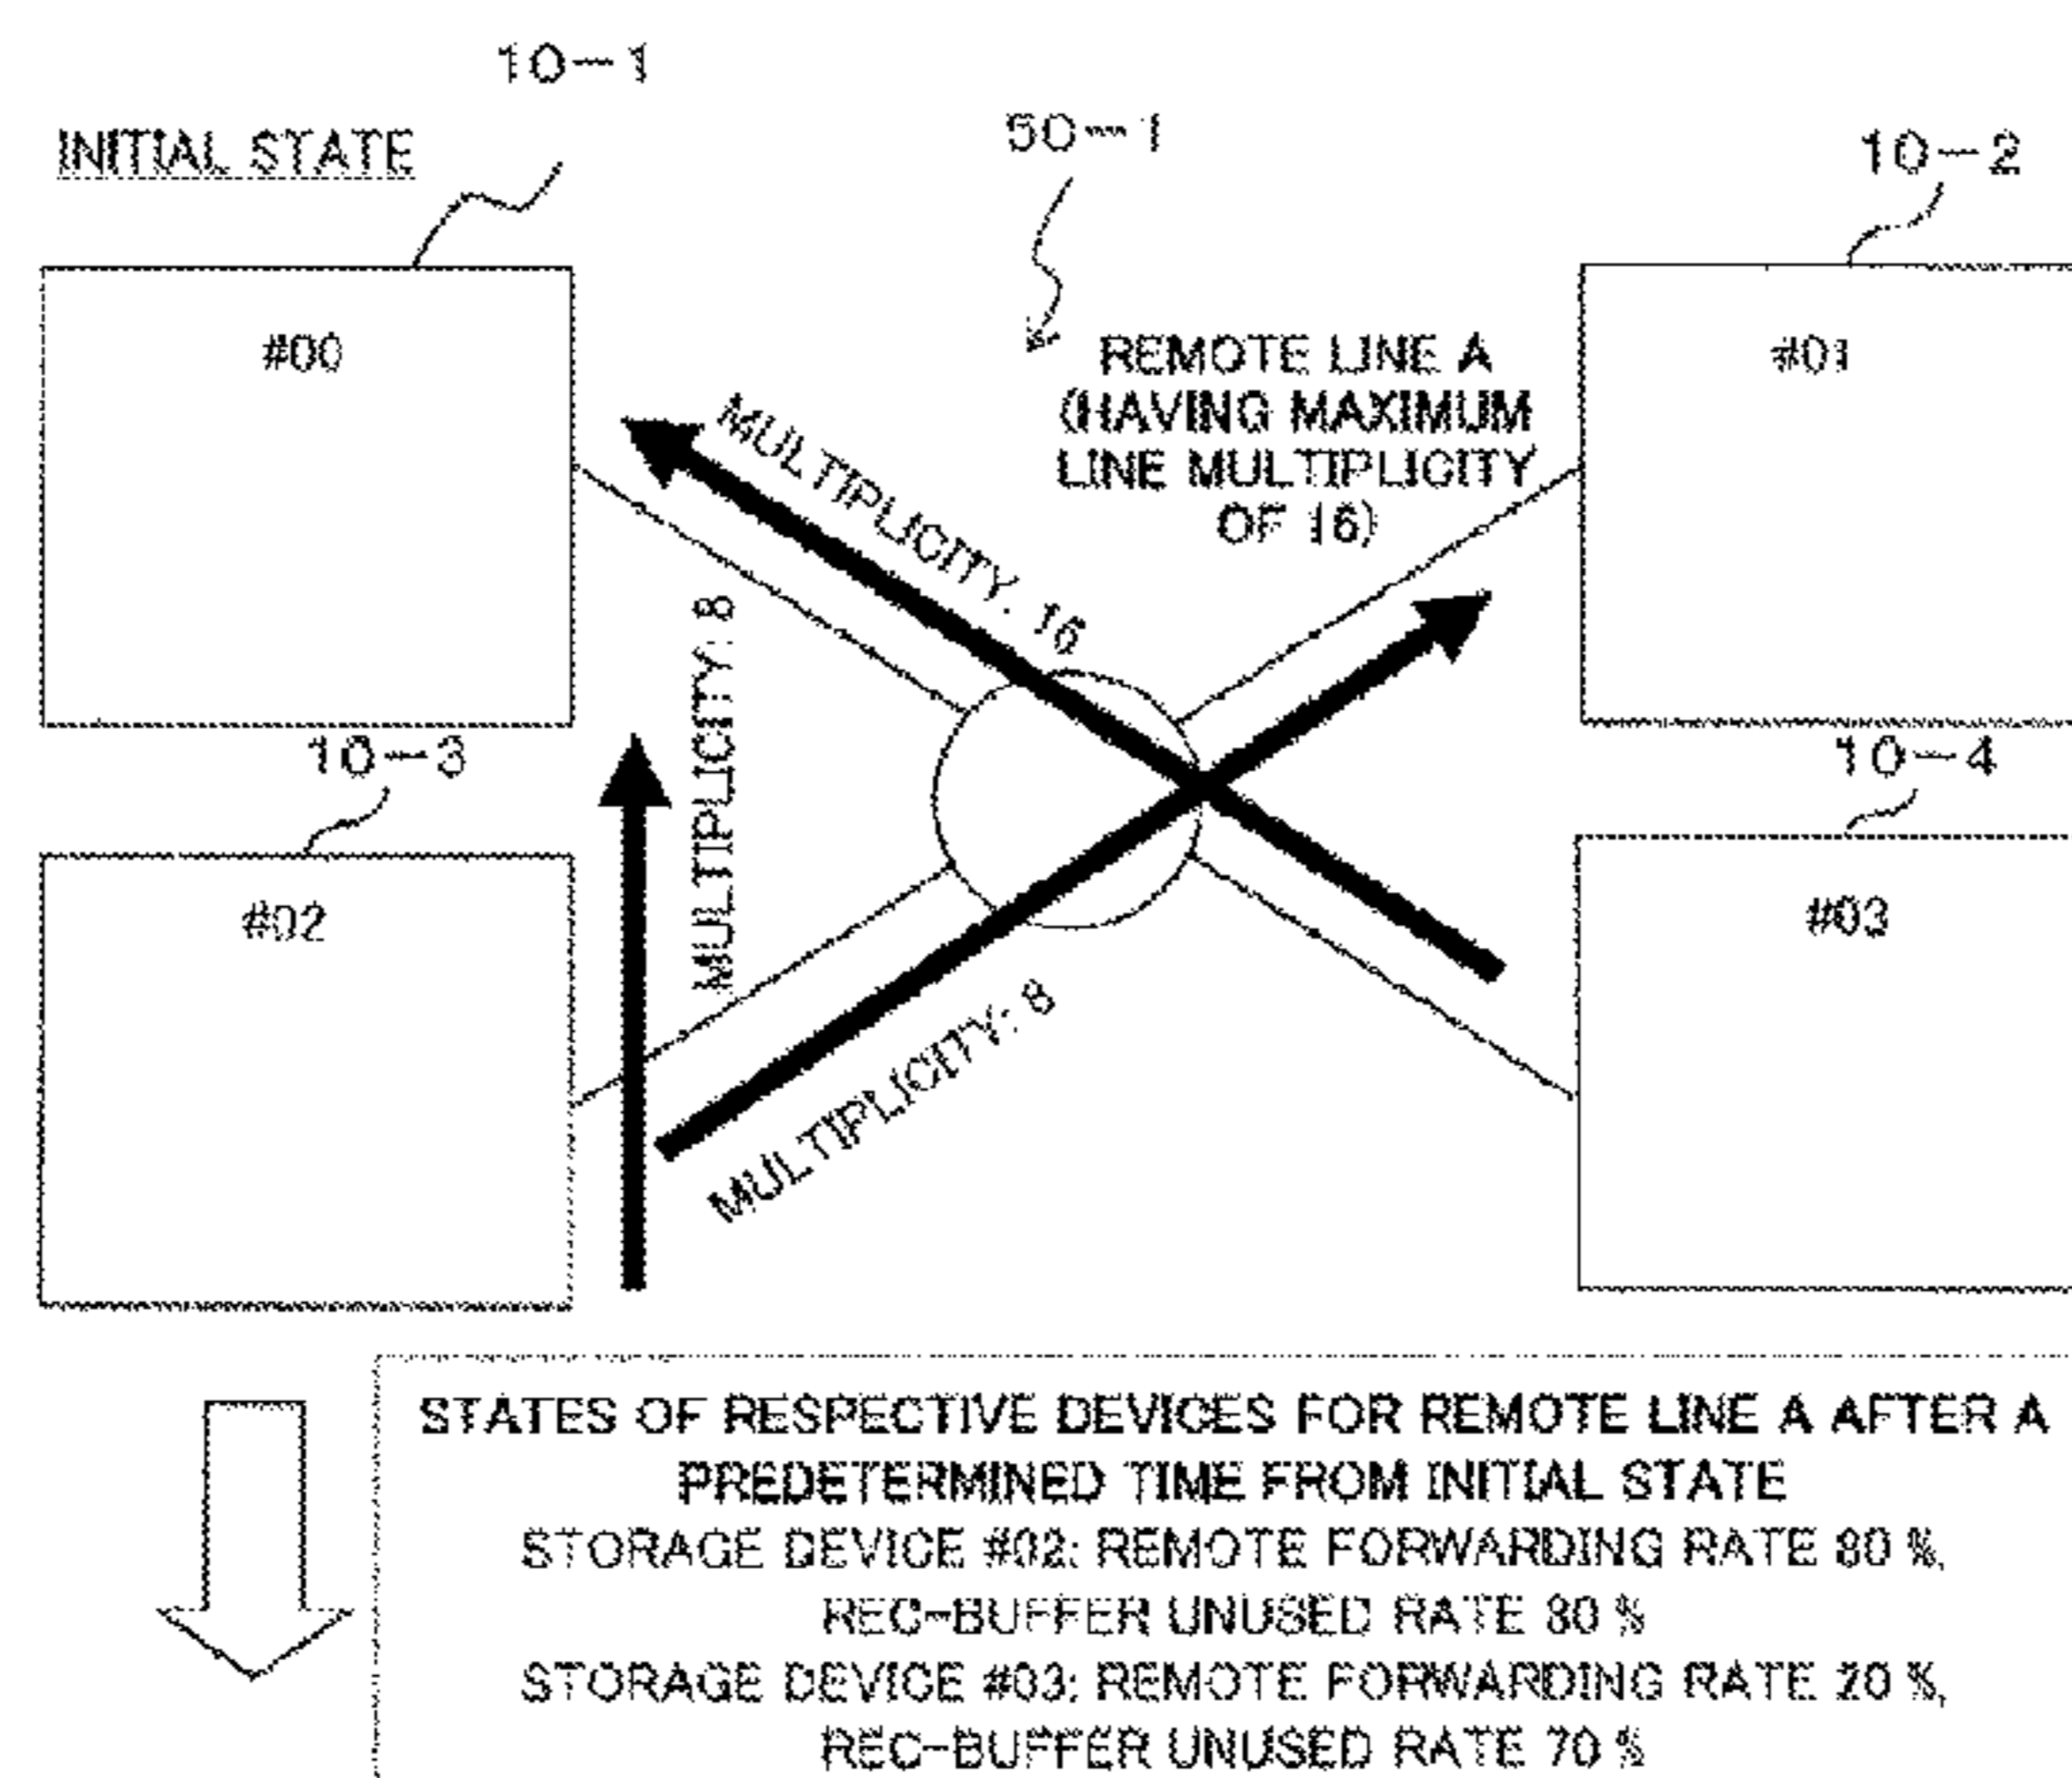 10-1
INITIAL STATE
50-1
10-2
#00
#01
REMOTE LINE A
(HAVING MAXIMUM
LINE MULTIPLICITY
OF 16)
MULTIPLICITY: 16
MULTIPLICITY: 8
10-3
10-4
#02
#03
MULTIPLICITY: 8
STATES OF RESPECTIVE DEVICES FOR REMOTE LINE A AFTER A
PREDETERMINED TIME FROM INITIAL STATE
STORAGE DEVICE #02: REMOTE FORWARDING RATE 80 %,
REC-BUFFER UNUSED RATE 80 %
STORAGE DEVICE #03: REMOTE FORWARDING RATE 20 %,
REC-BUFFER UNUSED RATE 70 %